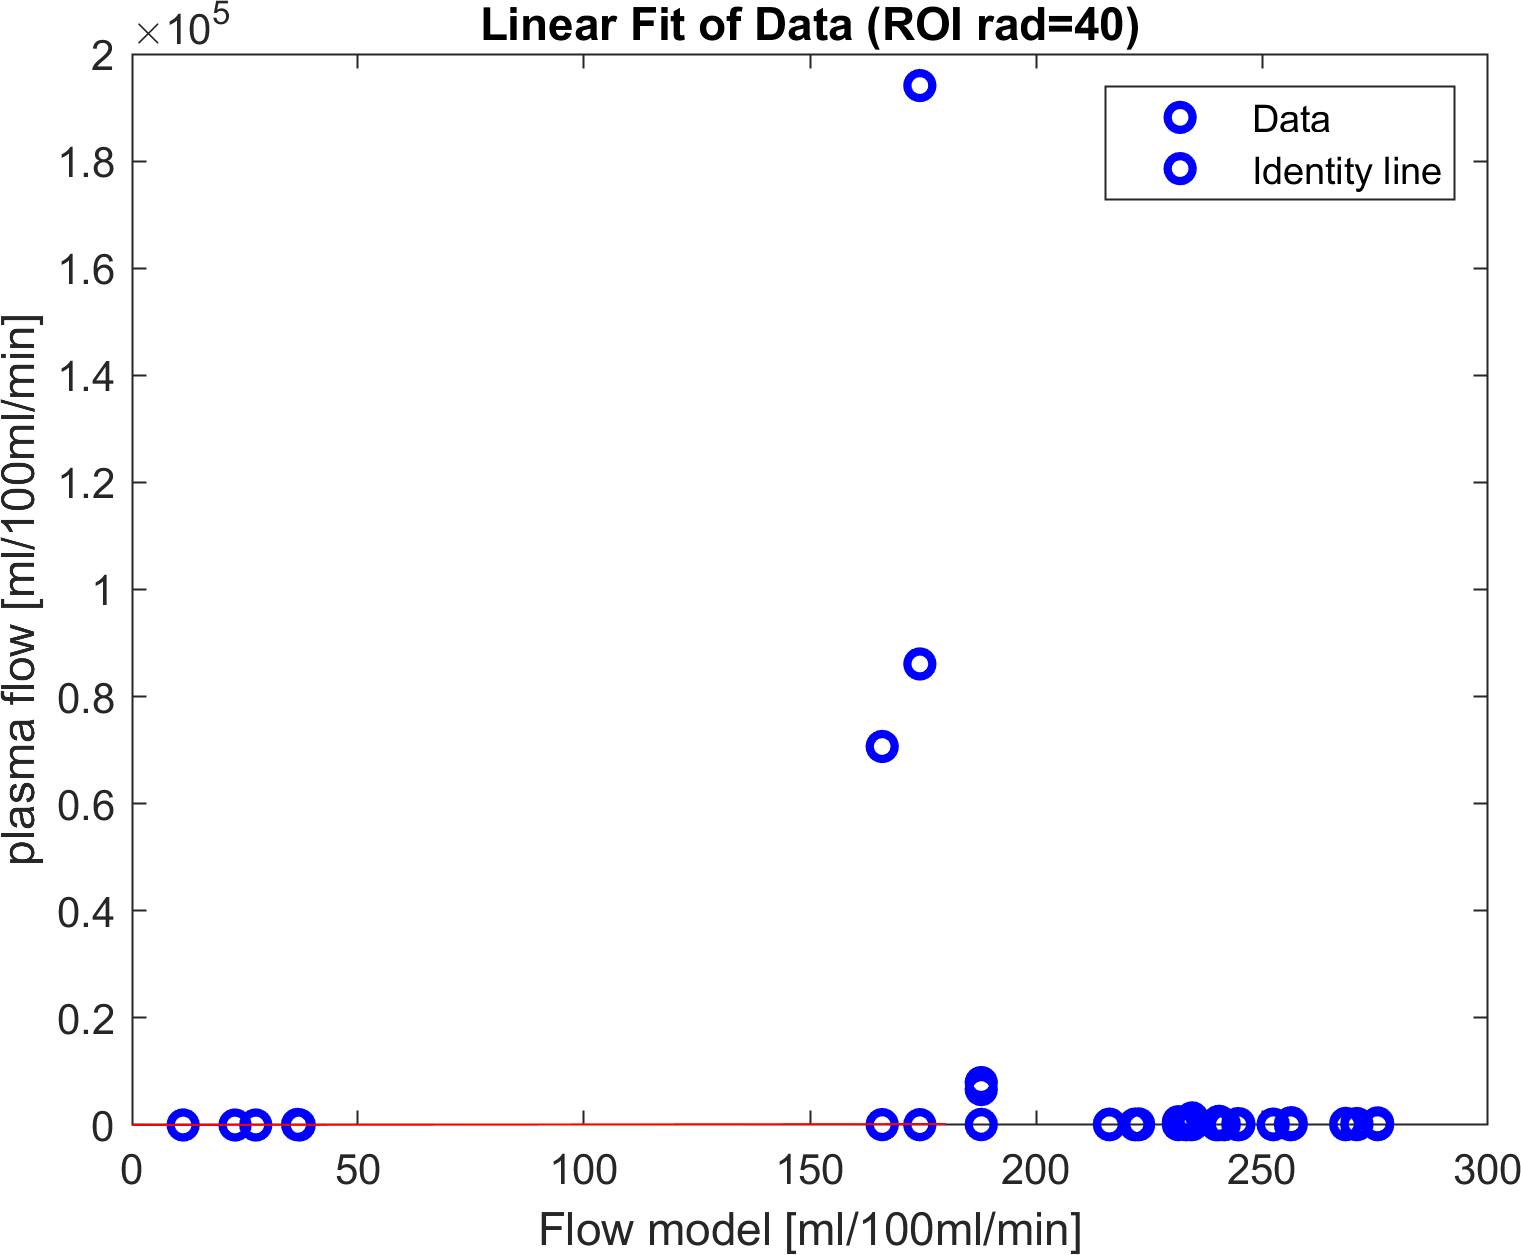 Linear Fit of Data (ROI rad=40)
×10^5
2
1.8
1.6
1.4
1.2
1
0.8
0.6
0.4
0.2
0
plasma flow [ml/100ml/min]
Data
Identity line
0 50 100 150 200 250 300
Flow model [ml/100ml/min]